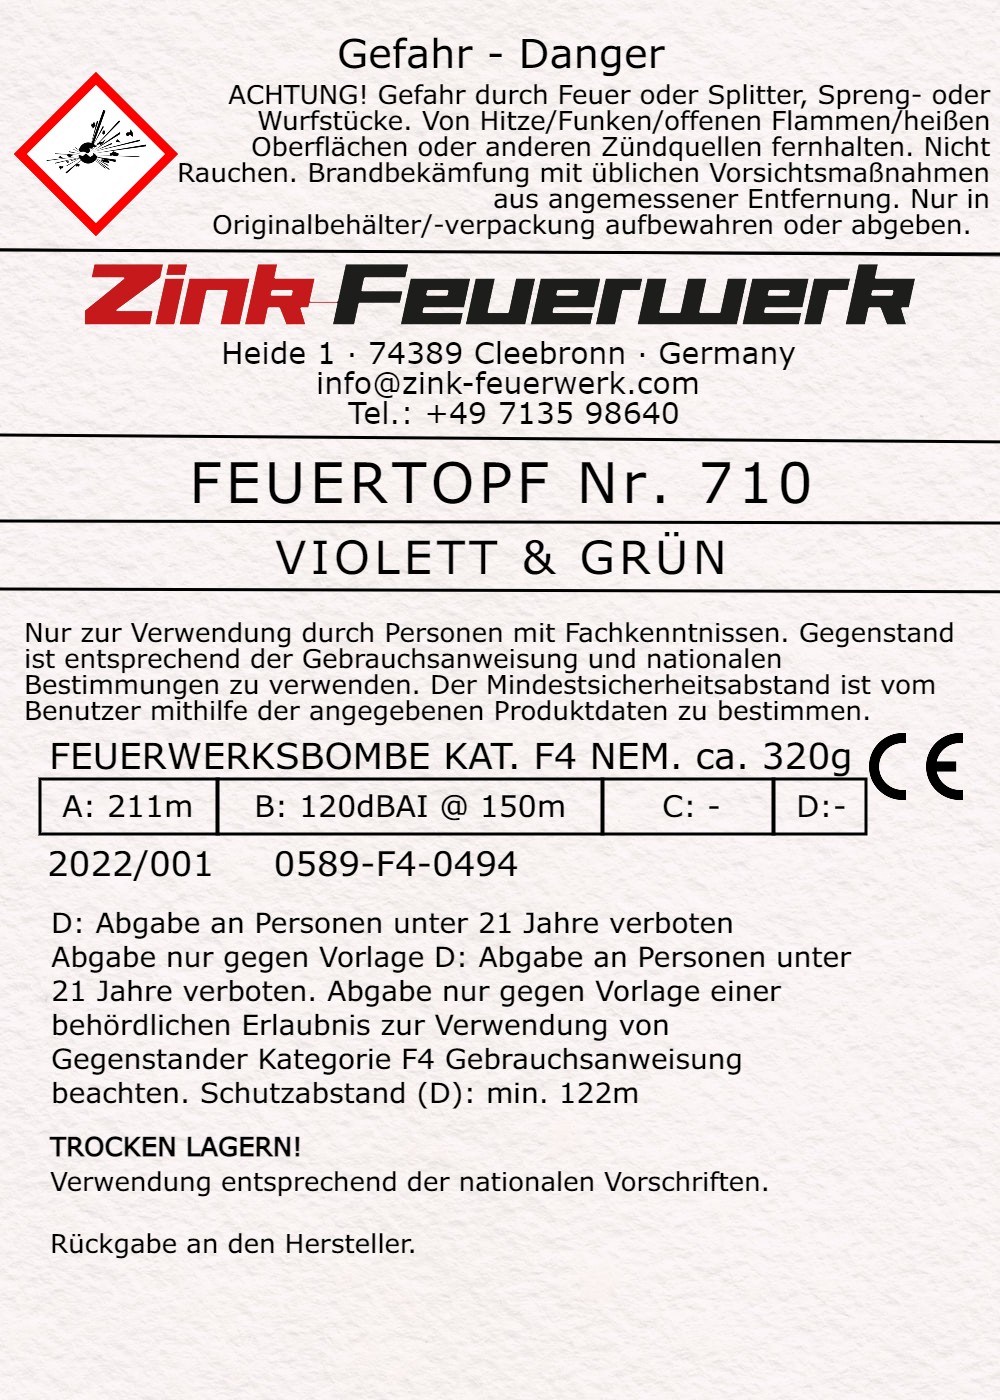 Gefahr - Danger
ACHTUNG! Gefahr durch Feuer oder Splitter, Spreng- oder
Wurfstücke. Von Hitze/Funken/offenen Flammen/heißen
Oberflächen oder anderen Zündquellen fernhalten. Nicht
Rauchen. Brandbekämfung mit üblichen Vorsichtsmaßnahmen
aus angemessener Entfernung. Nur in
Originalbehälter/-verpackung aufbewahren oder abgeben.
Zink Feuerwerk
Heide 1 · 74389 Cleebronn · Germany
info@zink-feuerwerk.com
Tel.: +49 7135 98640
FEUERTOPF Nr. 710
VIOLETT & GRÜN
Nur zur Verwendung durch Personen mit Fachkenntnissen. Gegenstand
ist entsprechend der Gebrauchsanweisung und nationalen
Bestimmungen zu verwenden. Der Mindestsicherheitsabstand ist vom
Benutzer mithilfe der angegebenen Produktdaten zu bestimmen.
FEUERWERKSBOMBE KAT. F4 NEM. ca. 320g CE
A: 211m B: 120dBAI @ 150m C: - D:-
2022/001 0589-F4-0494
D: Abgabe an Personen unter 21 Jahre verboten
Abgabe nur gegen Vorlage D: Abgabe an Personen unter
21 Jahre verboten. Abgabe nur gegen Vorlage einer
behördlichen Erlaubnis zur Verwendung von
Gegenstander Kategorie F4 Gebrauchsanweisung
beachten. Schutzabstand (D): min. 122m
TROCKEN LAGERN!
Verwendung entsprechend der nationalen Vorschriften.
Rückgabe an den Hersteller.